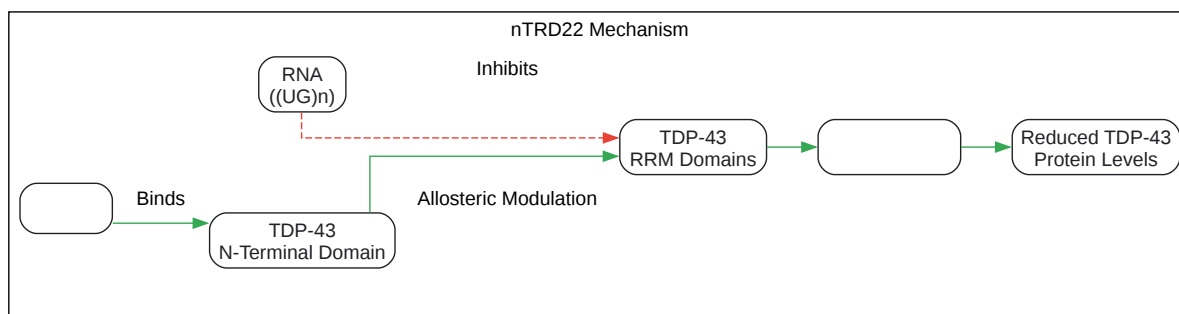 nTRD22 Mechanism
Inhibits
RNA
((UG)n)
TDP-43
RRM Domains
Reduced TDP-43
Protein Levels
Binds
Allosteric Modulation
TDP-43
N-Terminal Domain